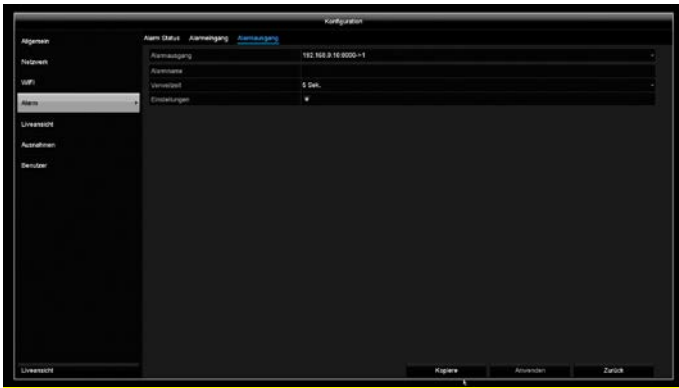 Konfiguration
Allgemein
Netzwerk
WIFI
Alarm
Liveansicht
Ausnahmen
Benutzer
Liveansicht
Alarm Status Alarmeingang Alarmausgang
Alarmausgang 192.168.0.16:8000->1
Alarmname
Verweilzeit 5 Sek.
Einstellungen
Kopiere Anwenden Zurück